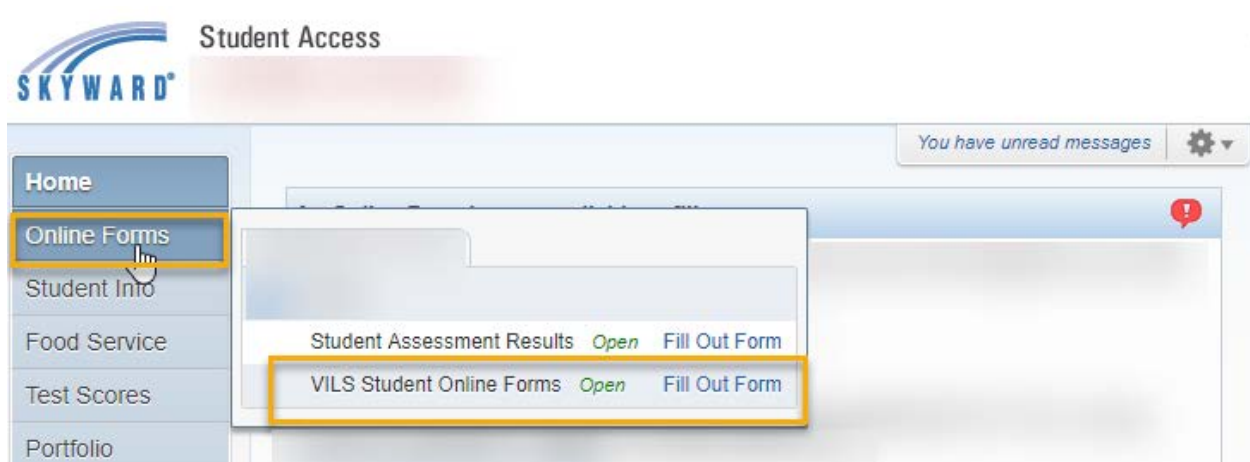 SKYWARD®
Student Access
You have unread messages
Home
Online Forms
Student Info
Food Service
Test Scores
Portfolio
Student Assessment Results Open Fill Out Form
VILS Student Online Forms Open Fill Out Form